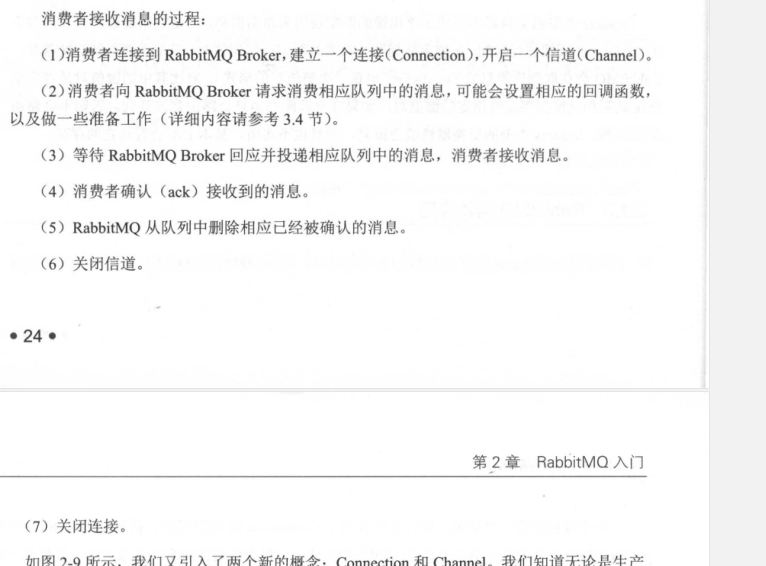 消费者接收消息的过程：
（1）消费者连接到 RabbitMQ Broker，建立一个连接（Connection），开启一个信道（Channel）。
（2）消费者向 RabbitMQ Broker 请求消费相应队列中的消息，可能会设置相应的回调函数，
以及做一些准备工作（详细内容请参考 3.4 节）。
（3）等待 RabbitMQ Broker 回应并投递相应队列中的消息，消费者接收消息。
（4）消费者确认（ack）接收到的消息。
（5）RabbitMQ 从队列中删除相应已经被确认的消息。
（6）关闭信道。
• 24 •
第 2 章 RabbitMQ 入门
（7）关闭连接。
如图 2-9 所示，我们又引入了两个新的概念：Connection 和 Channel。我们知道无论是生产